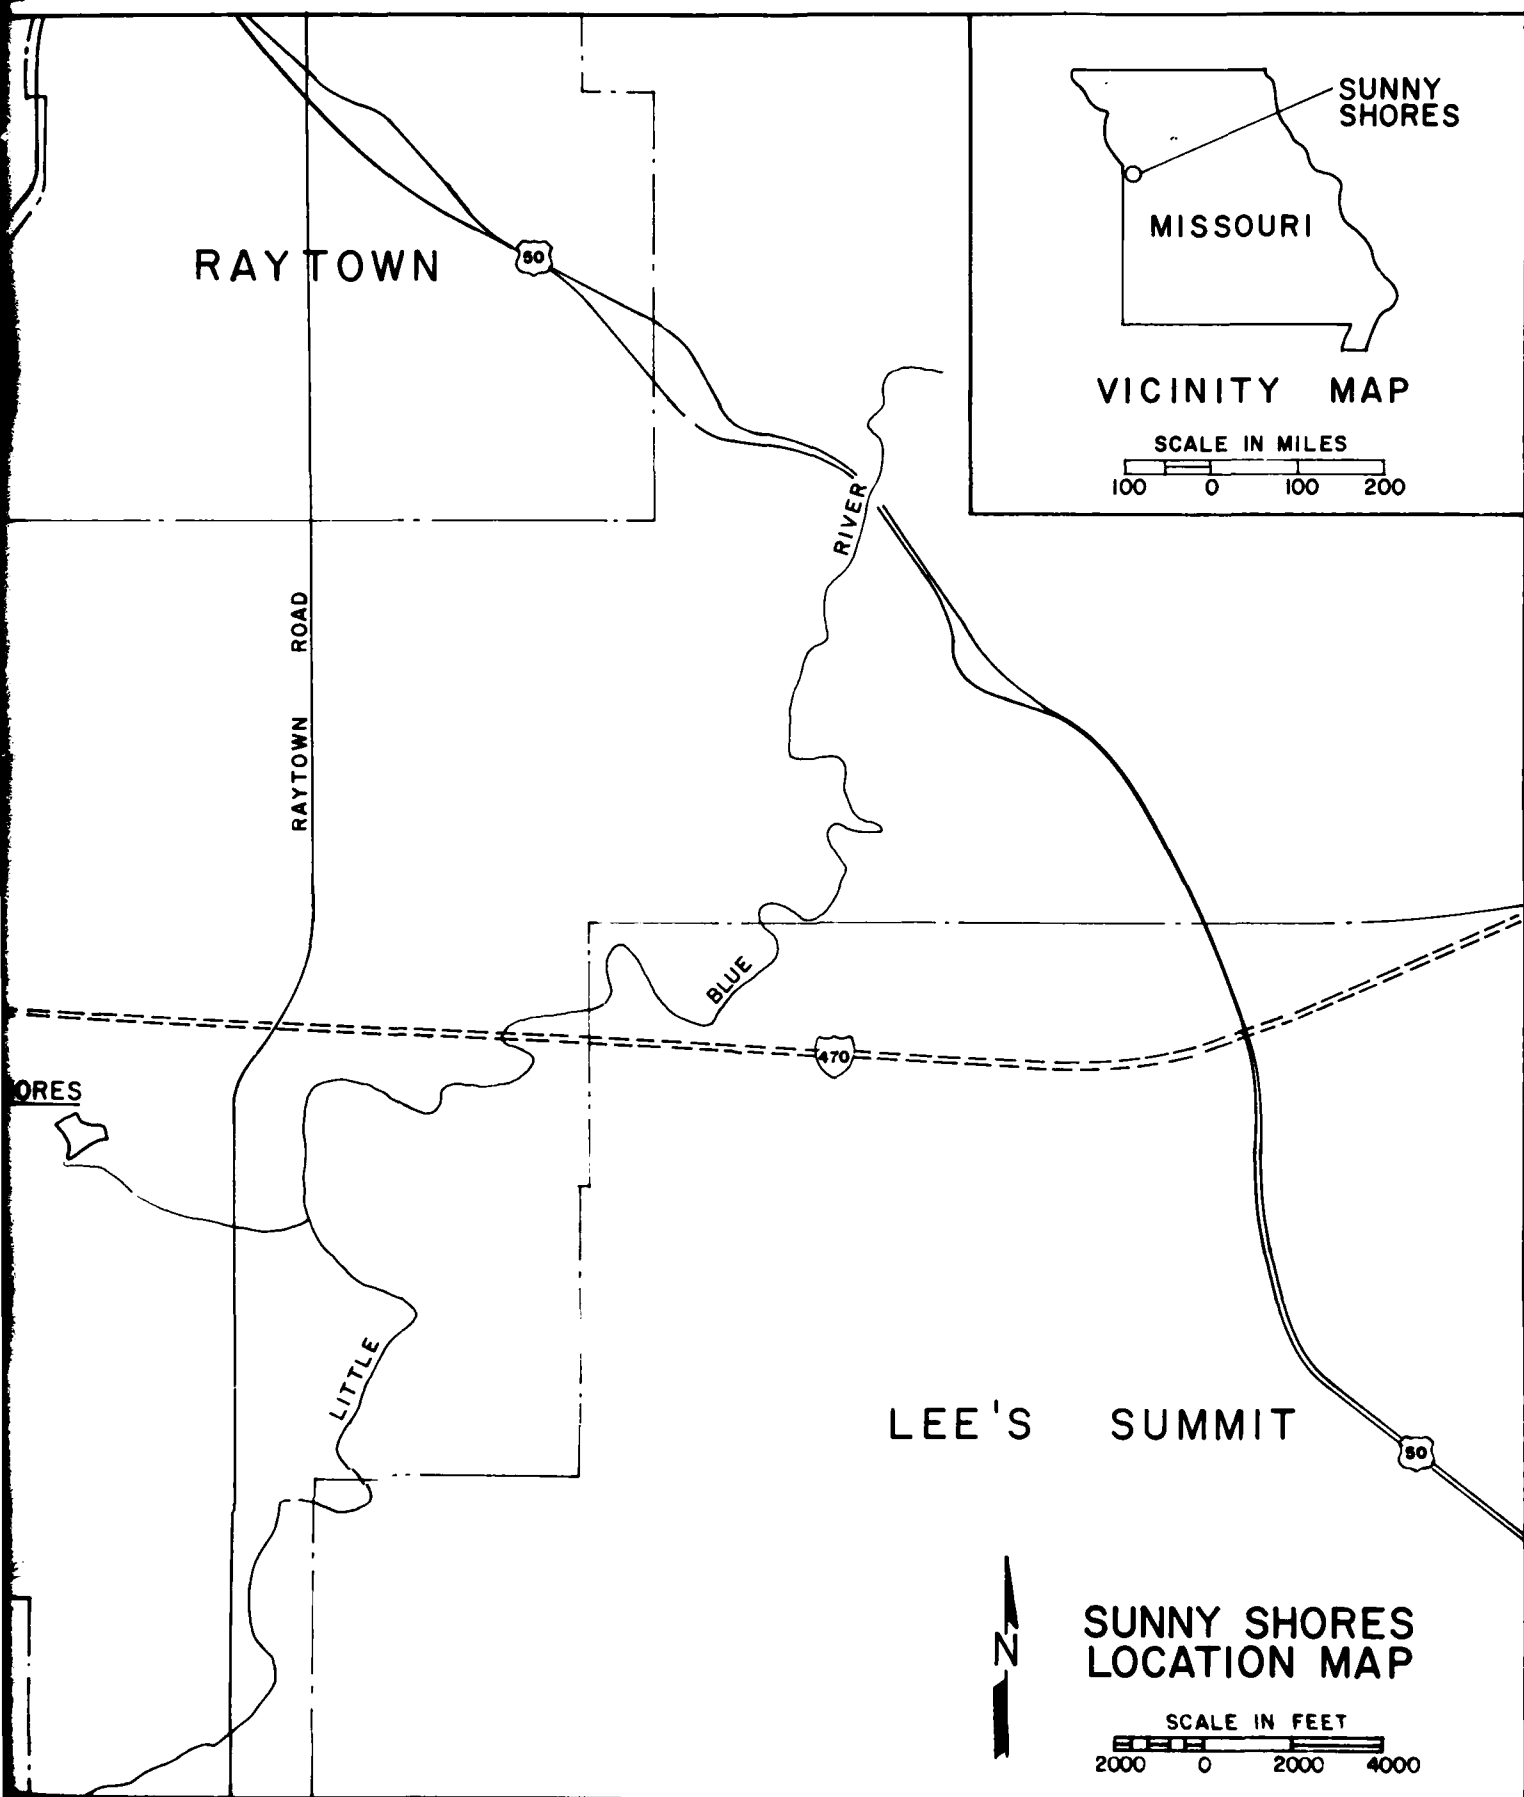 SUNNY
SHORES
MISSOURI
VICINITY MAP
SCALE IN MILES
100 0 100 200
RAYTOWN
50
RIVER
RAYTOWN ROAD
BLUE
470
ORES
LITTLE
LEE'S SUMMIT
50
N
SUNNY SHORES
LOCATION MAP
SCALE IN FEET
2000 0 2000 4000